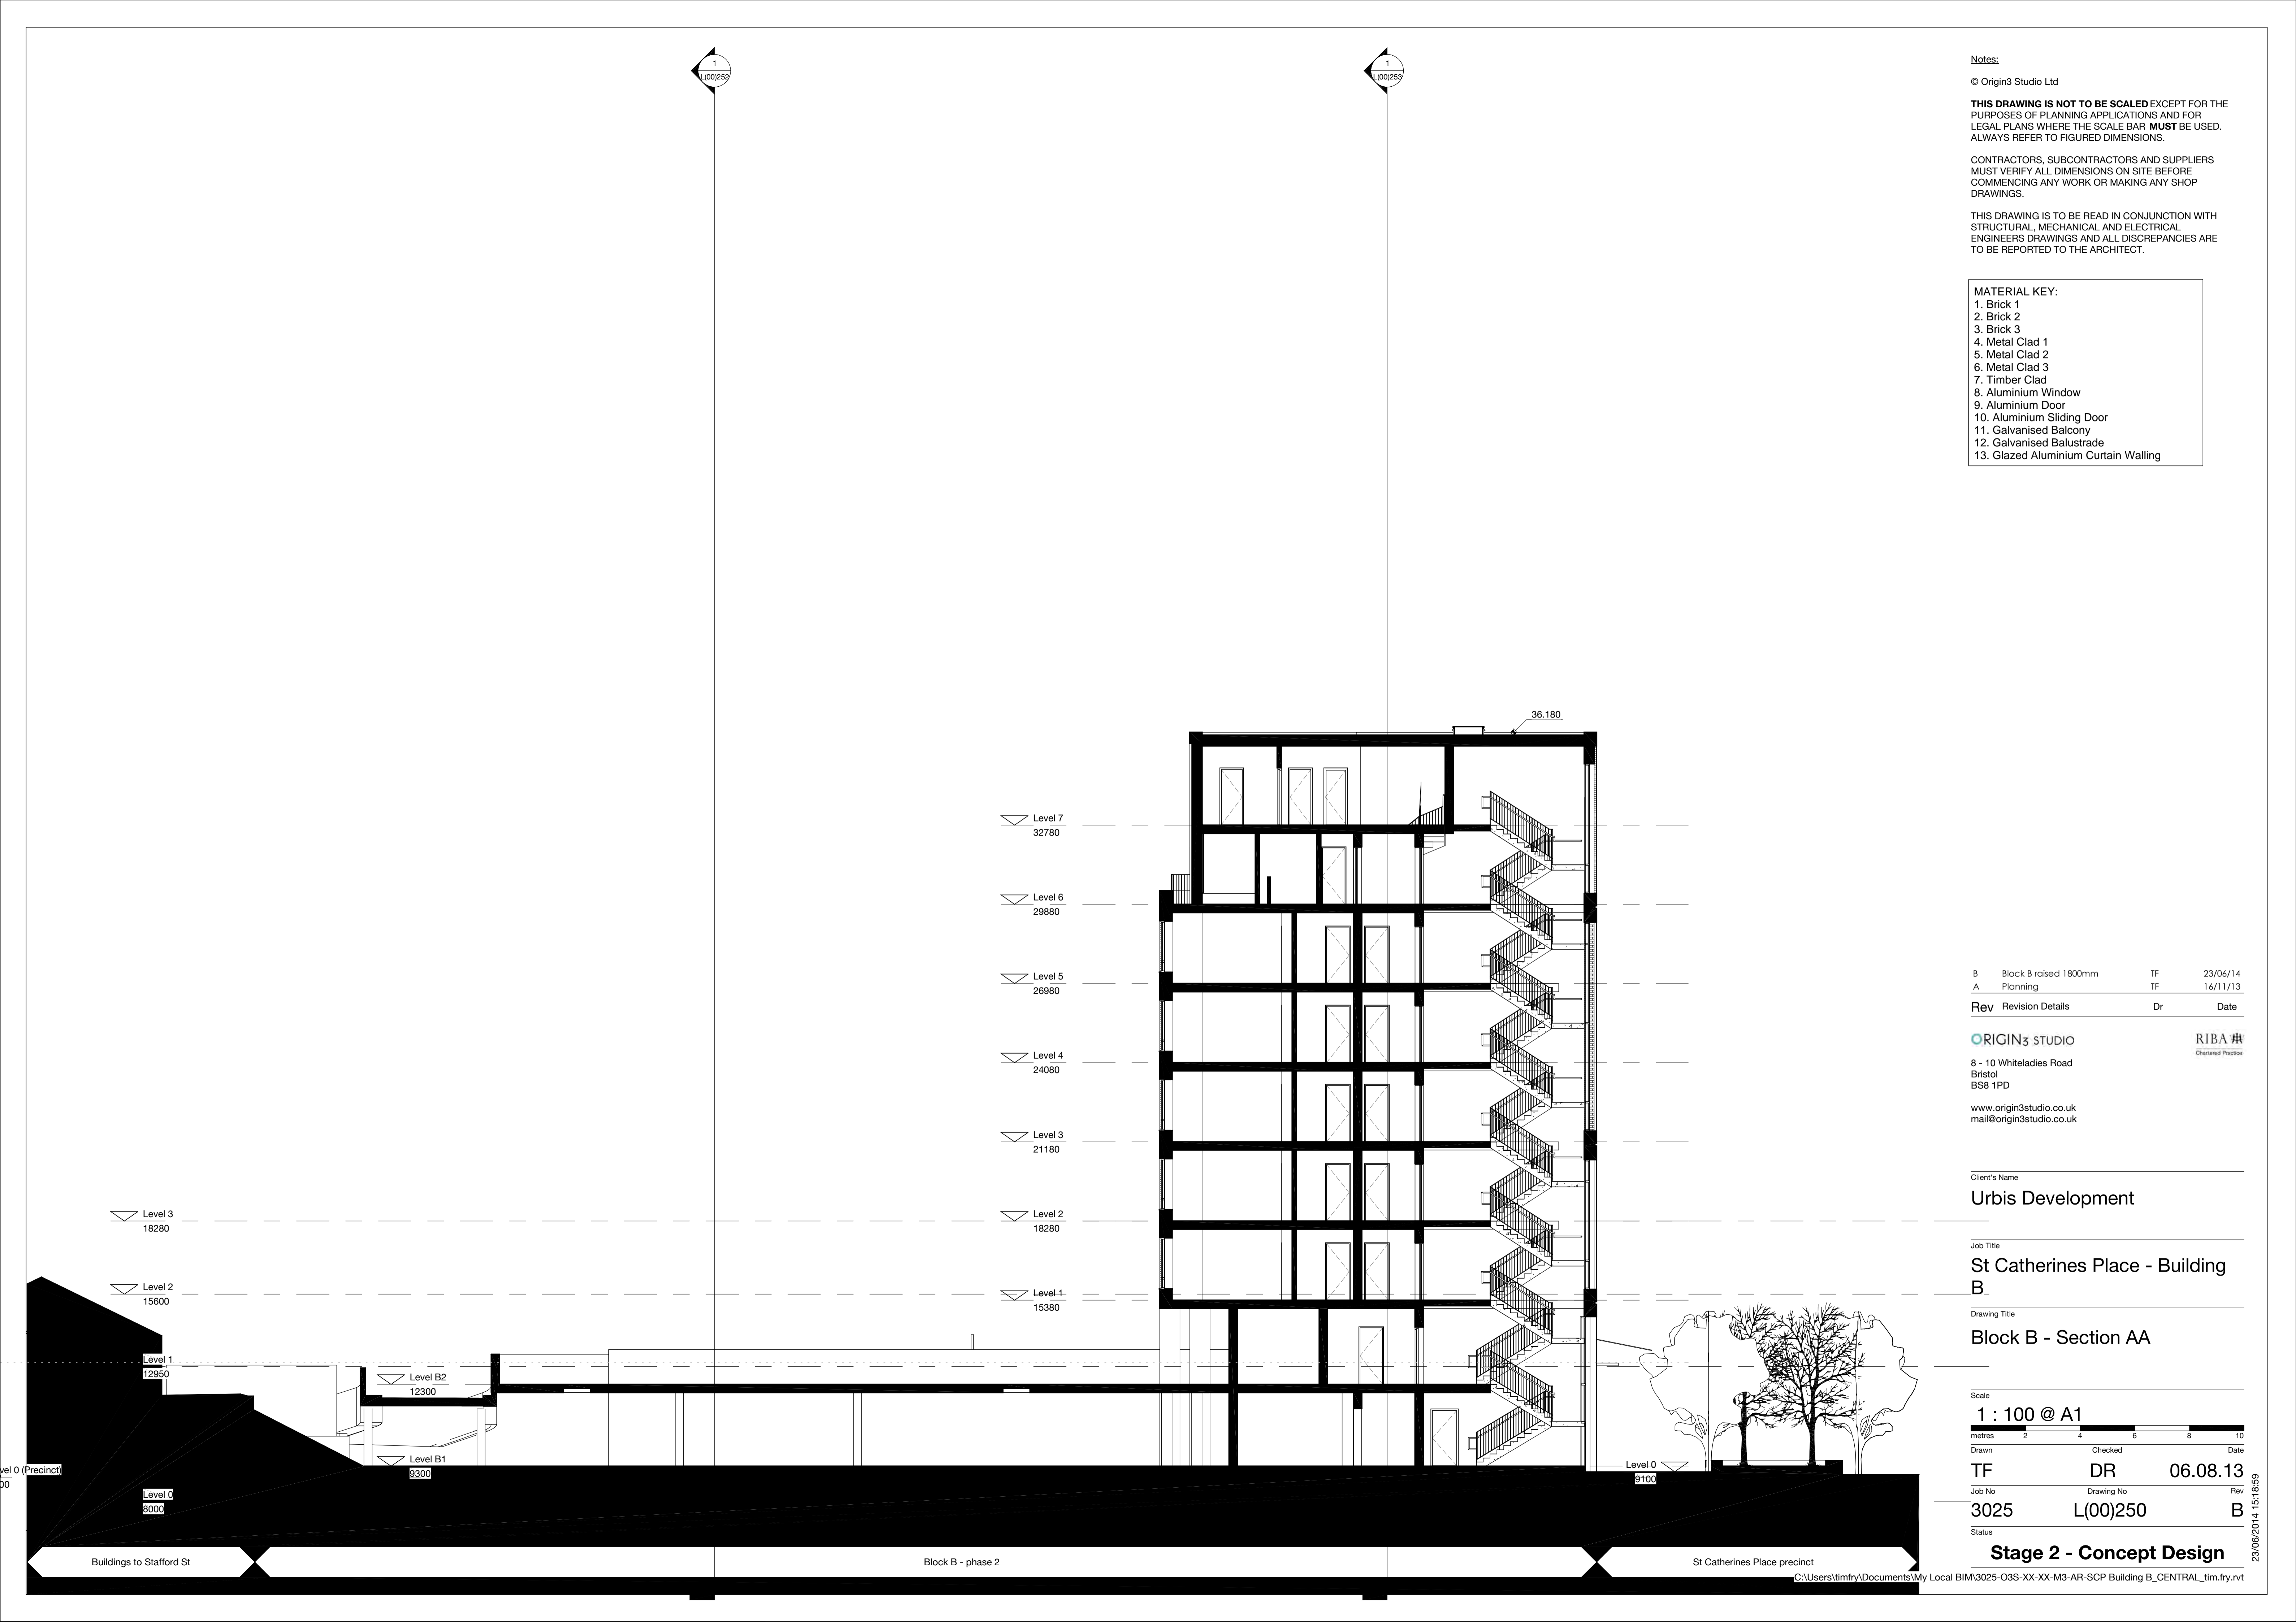 1
L(00)252
1
L(00)253
Notes:
© Origin3 Studio Ltd
THIS DRAWING IS NOT TO BE SCALED EXCEPT FOR THE
PURPOSES OF PLANNING APPLICATIONS AND FOR
LEGAL PLANS WHERE THE SCALE BAR MUST BE USED.
ALWAYS REFER TO FIGURED DIMENSIONS.
CONTRACTORS, SUBCONTRACTORS AND SUPPLIERS
MUST VERIFY ALL DIMENSIONS ON SITE BEFORE
COMMENCING ANY WORK OR MAKING ANY SHOP
DRAWINGS.
THIS DRAWING IS TO BE READ IN CONJUNCTION WITH
STRUCTURAL, MECHANICAL AND ELECTRICAL
ENGINEERS DRAWINGS AND ALL DISCREPANCIES ARE
TO BE REPORTED TO THE ARCHITECT.
MATERIAL KEY:
1. Brick 1
2. Brick 2
3. Brick 3
4. Metal Clad 1
5. Metal Clad 2
6. Metal Clad 3
7. Timber Clad
8. Aluminium Window
9. Aluminium Door
10. Aluminium Sliding Door
11. Galvanised Balcony
12. Galvanised Balustrade
13. Glazed Aluminium Curtain Walling
36.180
Level 7
32780
Level 6
29880
Level 5
26980
Level 4
24080
Level 3
21180
Level 2
18280
Level 1
15380
Level 3
18280
Level 2
15600
Level 1
12950
Level B2
12300
Level B1
9300
vel 0 (Precinct)
00
Level 0
8000
Level 0
9100
Buildings to Stafford St
Block B - phase 2
St Catherines Place precinct
B Block B raised 1800mm TF 23/06/14
A Planning TF 16/11/13
Rev Revision Details Dr Date
ORIGIN3 STUDIO
RIBA
Chartered Practice
8 - 10 Whiteladies Road
Bristol
BS8 1PD
www.origin3studio.co.uk
mail@origin3studio.co.uk
Client's Name
Urbis Development
Job Title
St Catherines Place - Building
B
Drawing Title
Block B - Section AA
Scale
1 : 100 @ A1
metres 2 4 6 8 10
Drawn Checked Date
TF DR 06.08.13
Job No Drawing No Rev
3025 L(00)250 B
Status
Stage 2 - Concept Design
C:\Users\timfry\Documents\My Local BIM\3025-O3S-XX-XX-M3-AR-SCP Building B_CENTRAL_tim.fry.rvt
23/06/2014 15:18:59